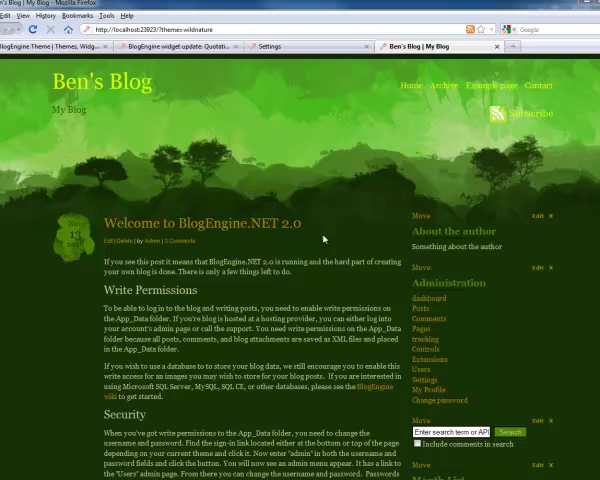 n's Blog | My Blog - Mozilla Firefox
Edit View History Bookmarks Tools Help
http://localhost:23923/?theme=wildnature
Google
BlogEngine Theme | Themes, Widg...
BlogEngine widget update: Quotati...
Settings
Ben's Blog | My Blog
Ben's Blog
Home Archive Example page Contact
My Blog
Subscribe
Nov
13
Welcome to BlogEngine.NET 2.0
Edit | Delete | by Admin | 3 Comments
If you see this post it means that BlogEngine.NET 2.0 is running and the hard part of creating
your own blog is done. There is only a few things left to do.
Write Permissions
To be able to log in to the blog and writing posts, you need to enable write permissions on
the App_Data folder. If you're blog is hosted at a hosting provider, you can either log into
your account's admin page or call the support. You need write permissions on the App_Data
folder because all posts, comments, and blog attachments are saved as XML files and placed
in the App_Data folder.
If you wish to use a database to to store your blog data, we still encourage you to enable this
write access for an images you may wish to store for your blog posts. If you are interested in
using Microsoft SQL Server, MySQL, SQL CE, or other databases, please see the BlogEngine
wiki to get started.
Security
When you've got write permissions to the App_Data folder, you need to change the
username and password. Find the sign-in link located either at the bottom or top of the page
depending on your current theme and click it. Now enter "admin" in both the username and
password fields and click the button. You will now see an admin menu appear. It has a link to
the "Users" admin page. From there you can change the username and password. Passwords
Move Edit X
About the author
Something about the author
Move Edit X
Administration
dashboard
Posts
Comments
Pages
tracking
Controls
Extensions
Users
Settings
My Profile
Change password
Move Edit X
Enter search term or API Search
Include comments in search
Move Edit X
Month List